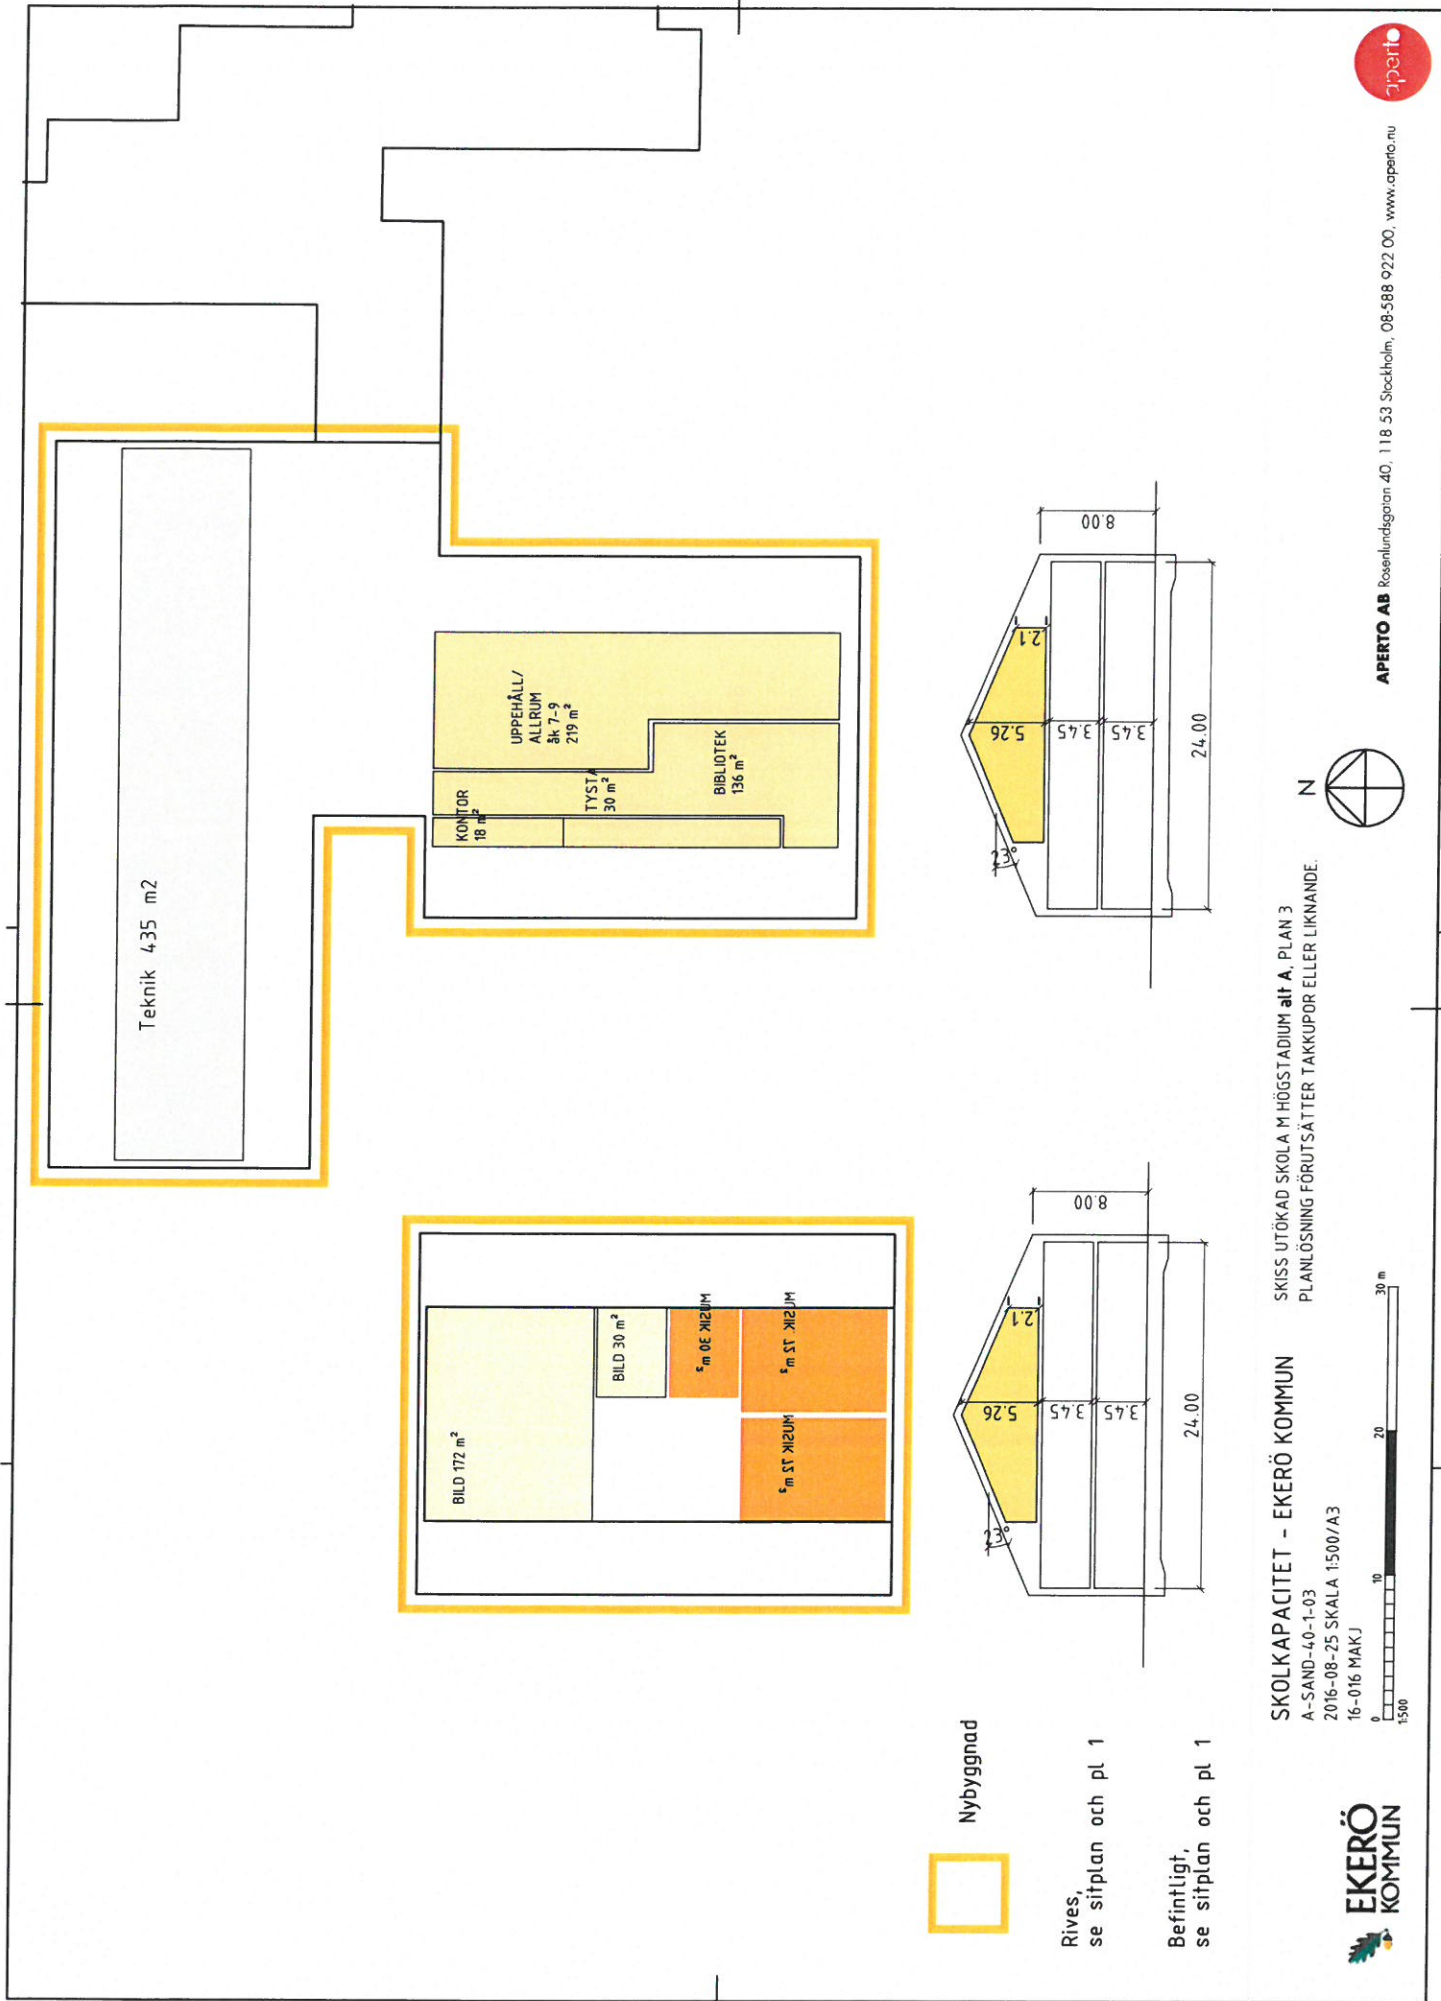 Teknik 435 m2
UPPEHÅLL/
ALLRUM
åk 7-9
219 m²
KONTOR
18 m²
TYSTA
30 m²
BIBLIOTEK
136 m²
BILD 172 m²
BILD 30 m²
MUSIK 30 m²
MUSIK 72 m²
MUSIK 72 m²
23°
5.26
2.1
3.45
3.45
8.00
24.00
23°
5.26
2.1
3.45
3.45
8.00
24.00
Nybyggnad
Rives,
se sitplan och pl 1
Befintligt,
se sitplan och pl 1
EKERÖ
KOMMUN
SKOLKAPACITET - EKERÖ KOMMUN
A-SAND-40-1-03
2016-08-25 SKALA 1:500/A3
16-016 MAKJ
0 10 20 30 m
1:500
SKISS UTÖKAD SKOLA M HÖGSTADIUM alt A, PLAN 3
PLANLÖSNING FÖRUTSÄTTER TAKKUPOR ELLER LIKNANDE.
N
APERTO AB Rosenlundsgatan 40, 118 53 Stockholm, 08-588 922 00, www.aperto.nu
aperto